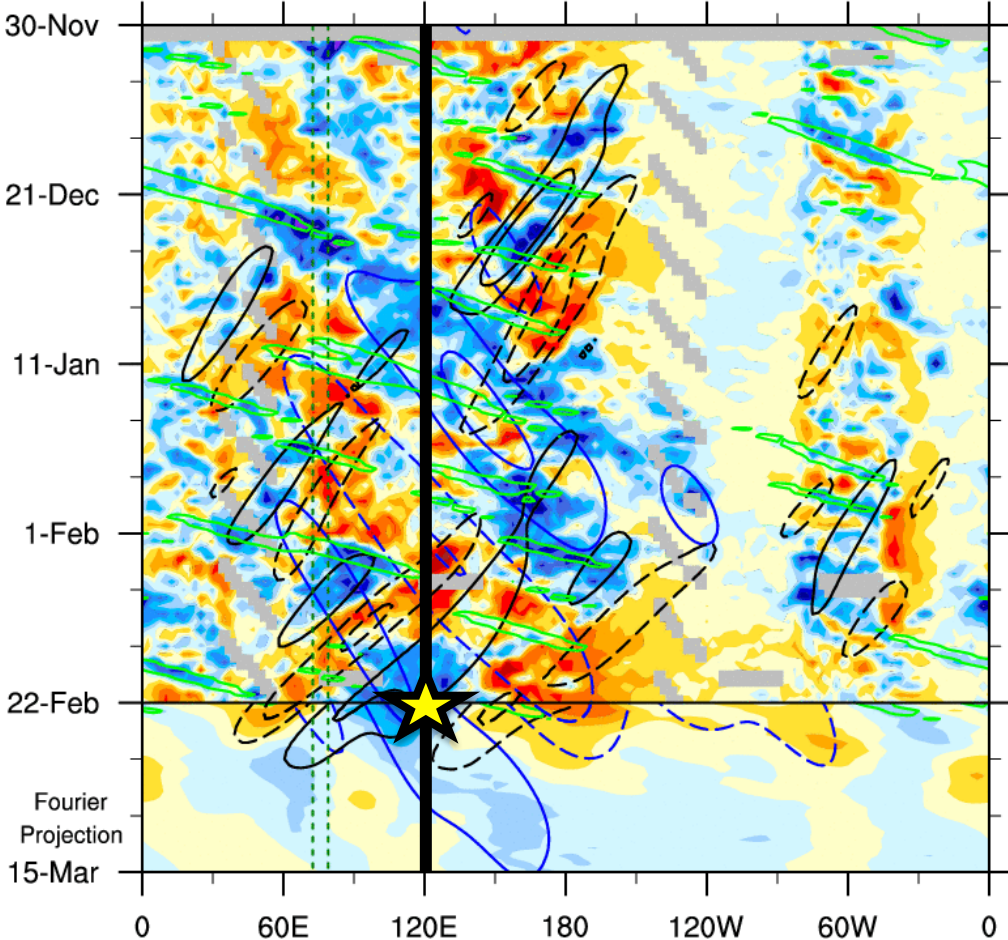 30-Nov
21-Dec
11-Jan
1-Feb
22-Feb
Fourier
Projection
15-Mar
0 60E 120E 180 120W 60W 0